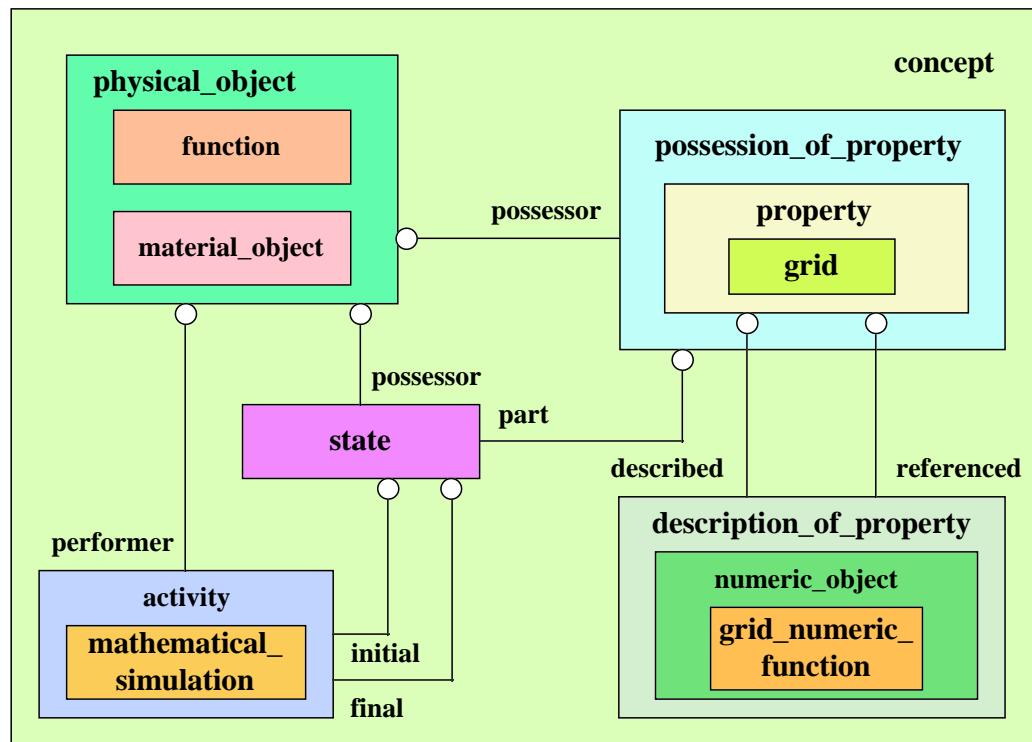 concept
physical_object
function
material_object
possession_of_property
property
grid
possessor
possessor
state
part
described
referenced
description_of_property
numeric_object
grid_numeric_
function
performer
activity
mathematical_
simulation
initial
final